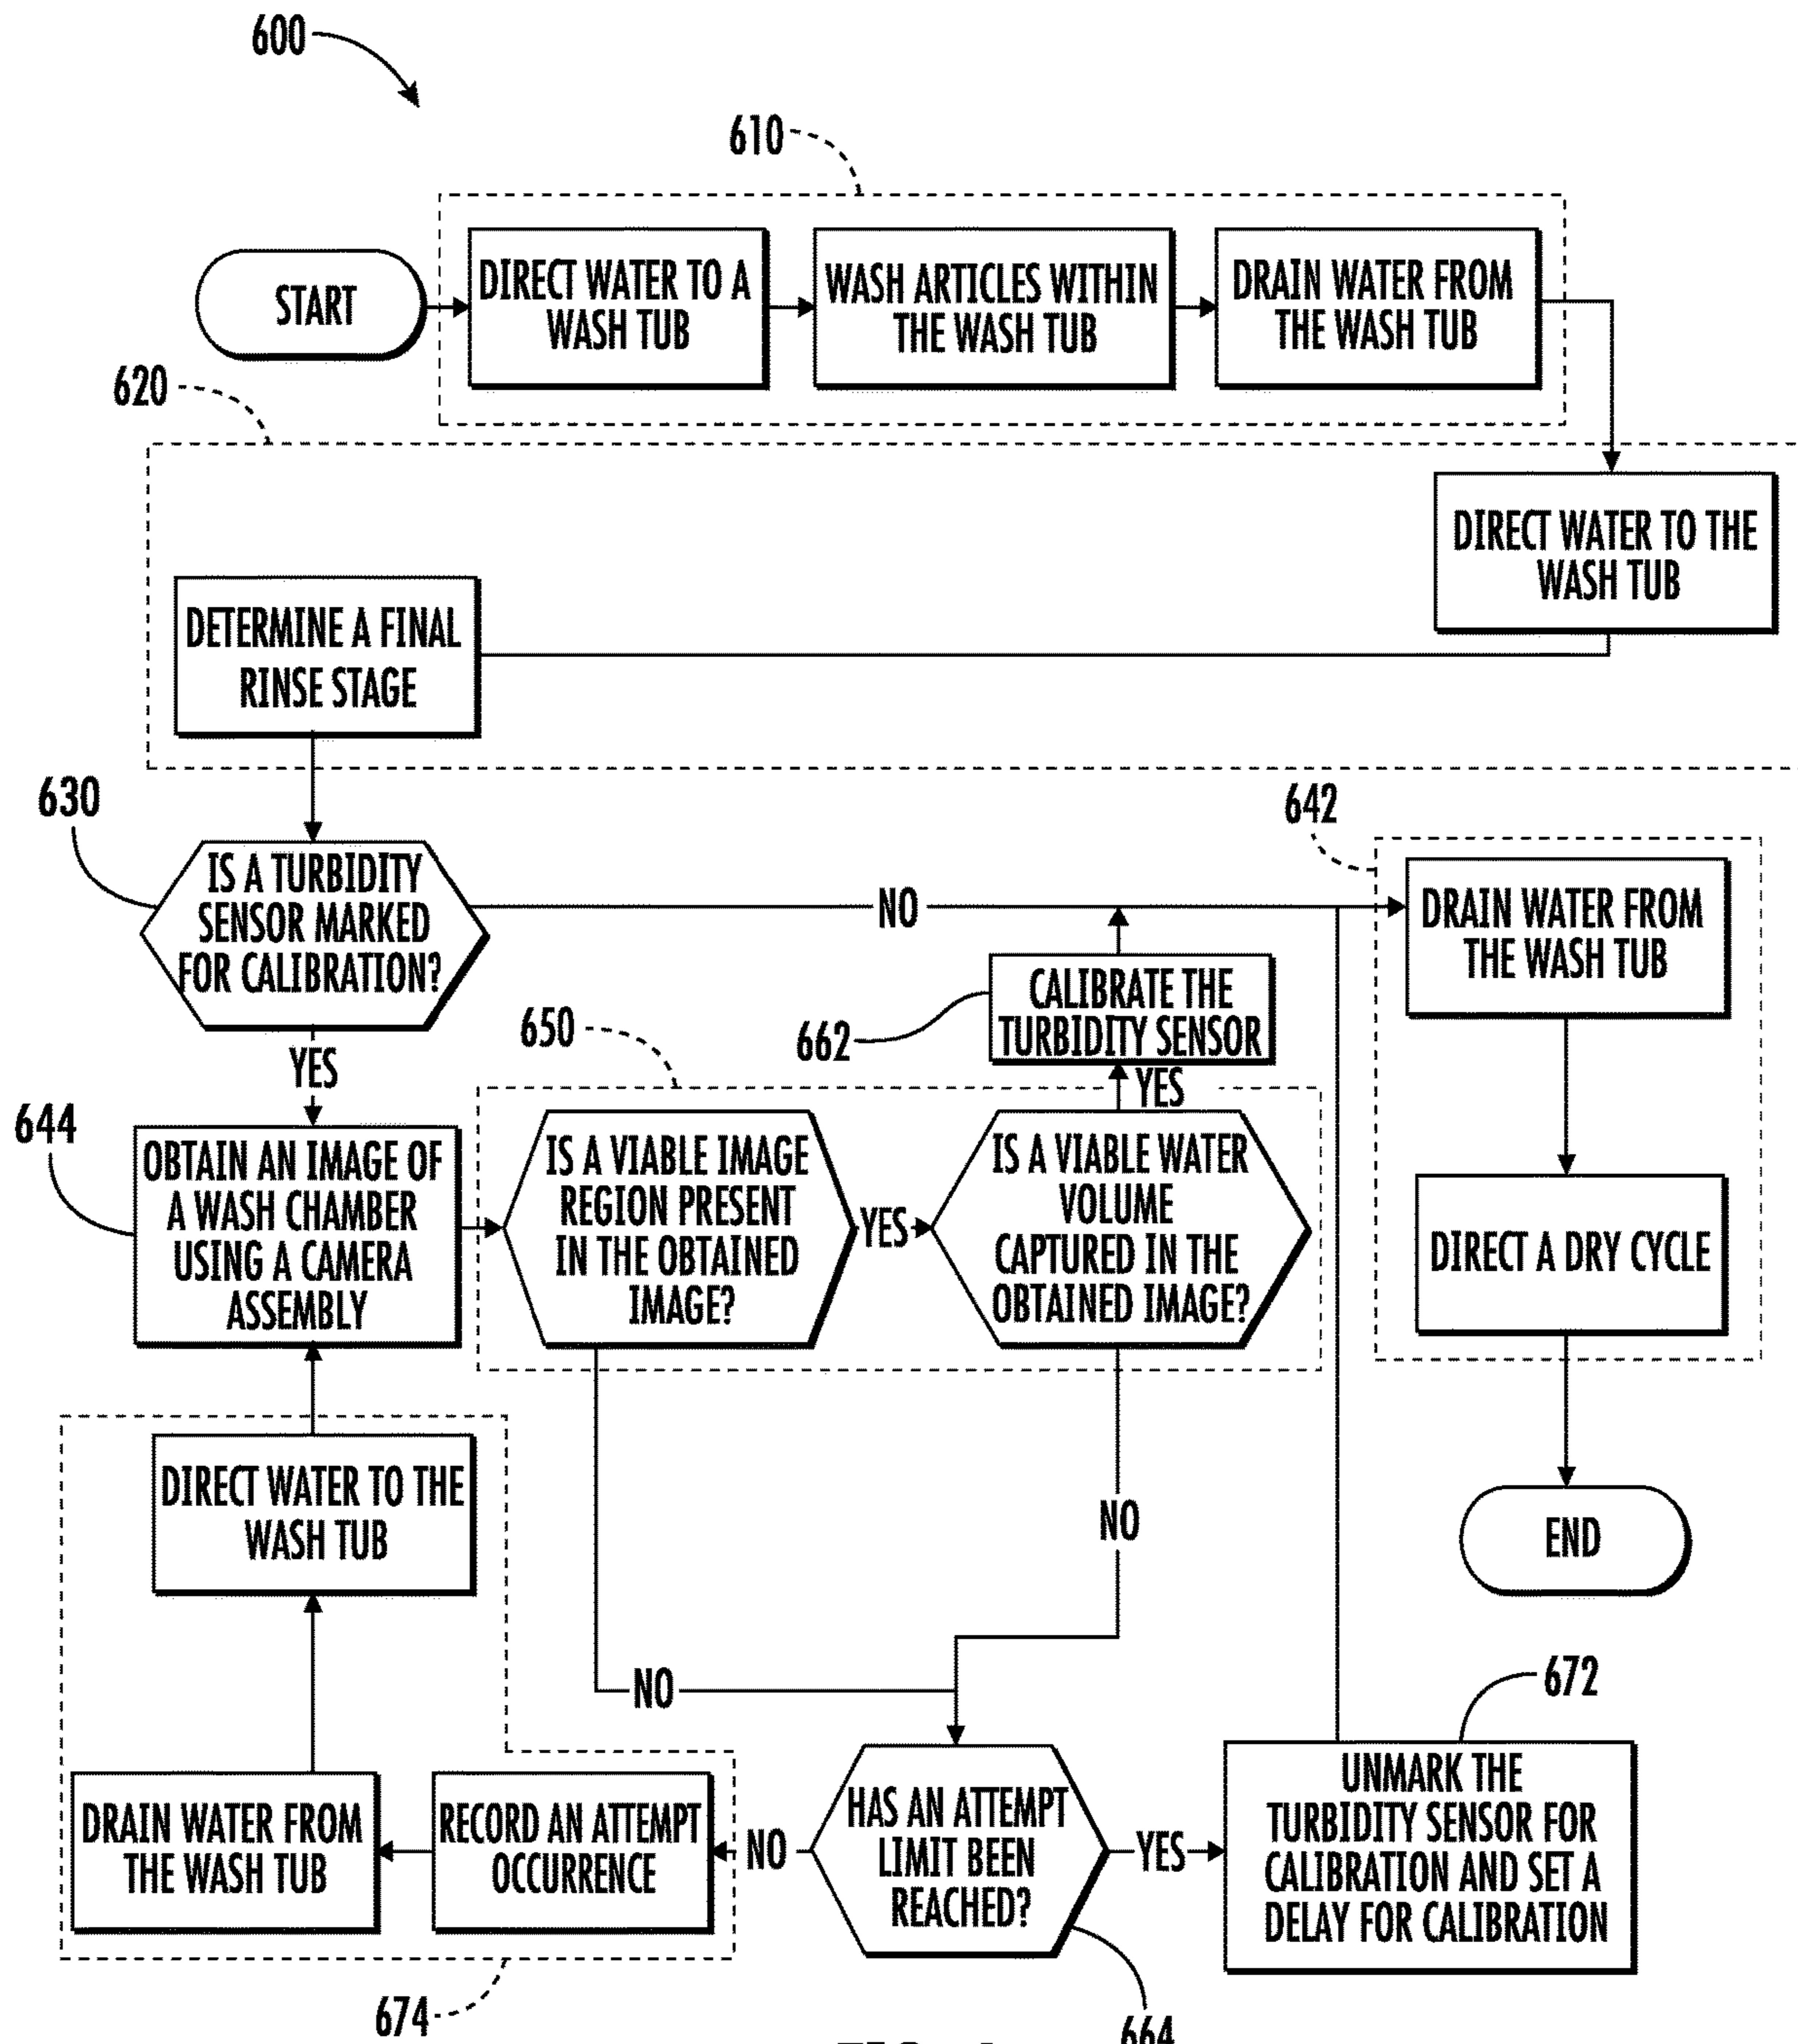 600
610
START
DIRECT WATER TO A
WASH TUB
WASH ARTICLES WITHIN
THE WASH TUB
DRAIN WATER FROM
THE WASH TUB
620
DIRECT WATER TO THE
WASH TUB
DETERMINE A FINAL
RINSE STAGE
630
IS A TURBIDITY
SENSOR MARKED
FOR CALIBRATION?
NO
642
DRAIN WATER FROM
THE WASH TUB
YES
650
662
CALIBRATE THE
TURBIDITY SENSOR
YES
644
OBTAIN AN IMAGE OF
A WASH CHAMBER
USING A CAMERA
ASSEMBLY
IS A VIABLE IMAGE
REGION PRESENT
IN THE OBTAINED
IMAGE?
YES
IS A VIABLE WATER
VOLUME
CAPTURED IN THE
OBTAINED IMAGE?
DIRECT A DRY CYCLE
DIRECT WATER TO THE
WASH TUB
NO
END
NO
672
DRAIN WATER FROM
THE WASH TUB
RECORD AN ATTEMPT
OCCURRENCE
NO
HAS AN ATTEMPT
LIMIT BEEN
REACHED?
YES
UNMARK THE
TURBIDITY SENSOR FOR
CALIBRATION AND SET A
DELAY FOR CALIBRATION
674
664